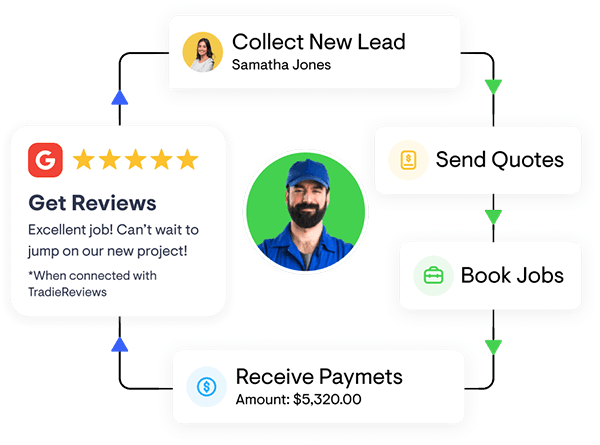 Collect New Lead
Samatha Jones
Send Quotes
Book Jobs
Receive Paymets
Amount: $5,320.00
G
Get Reviews
Excellent job! Can't wait to
jump on our new project!
*When connected with
TradieReviews